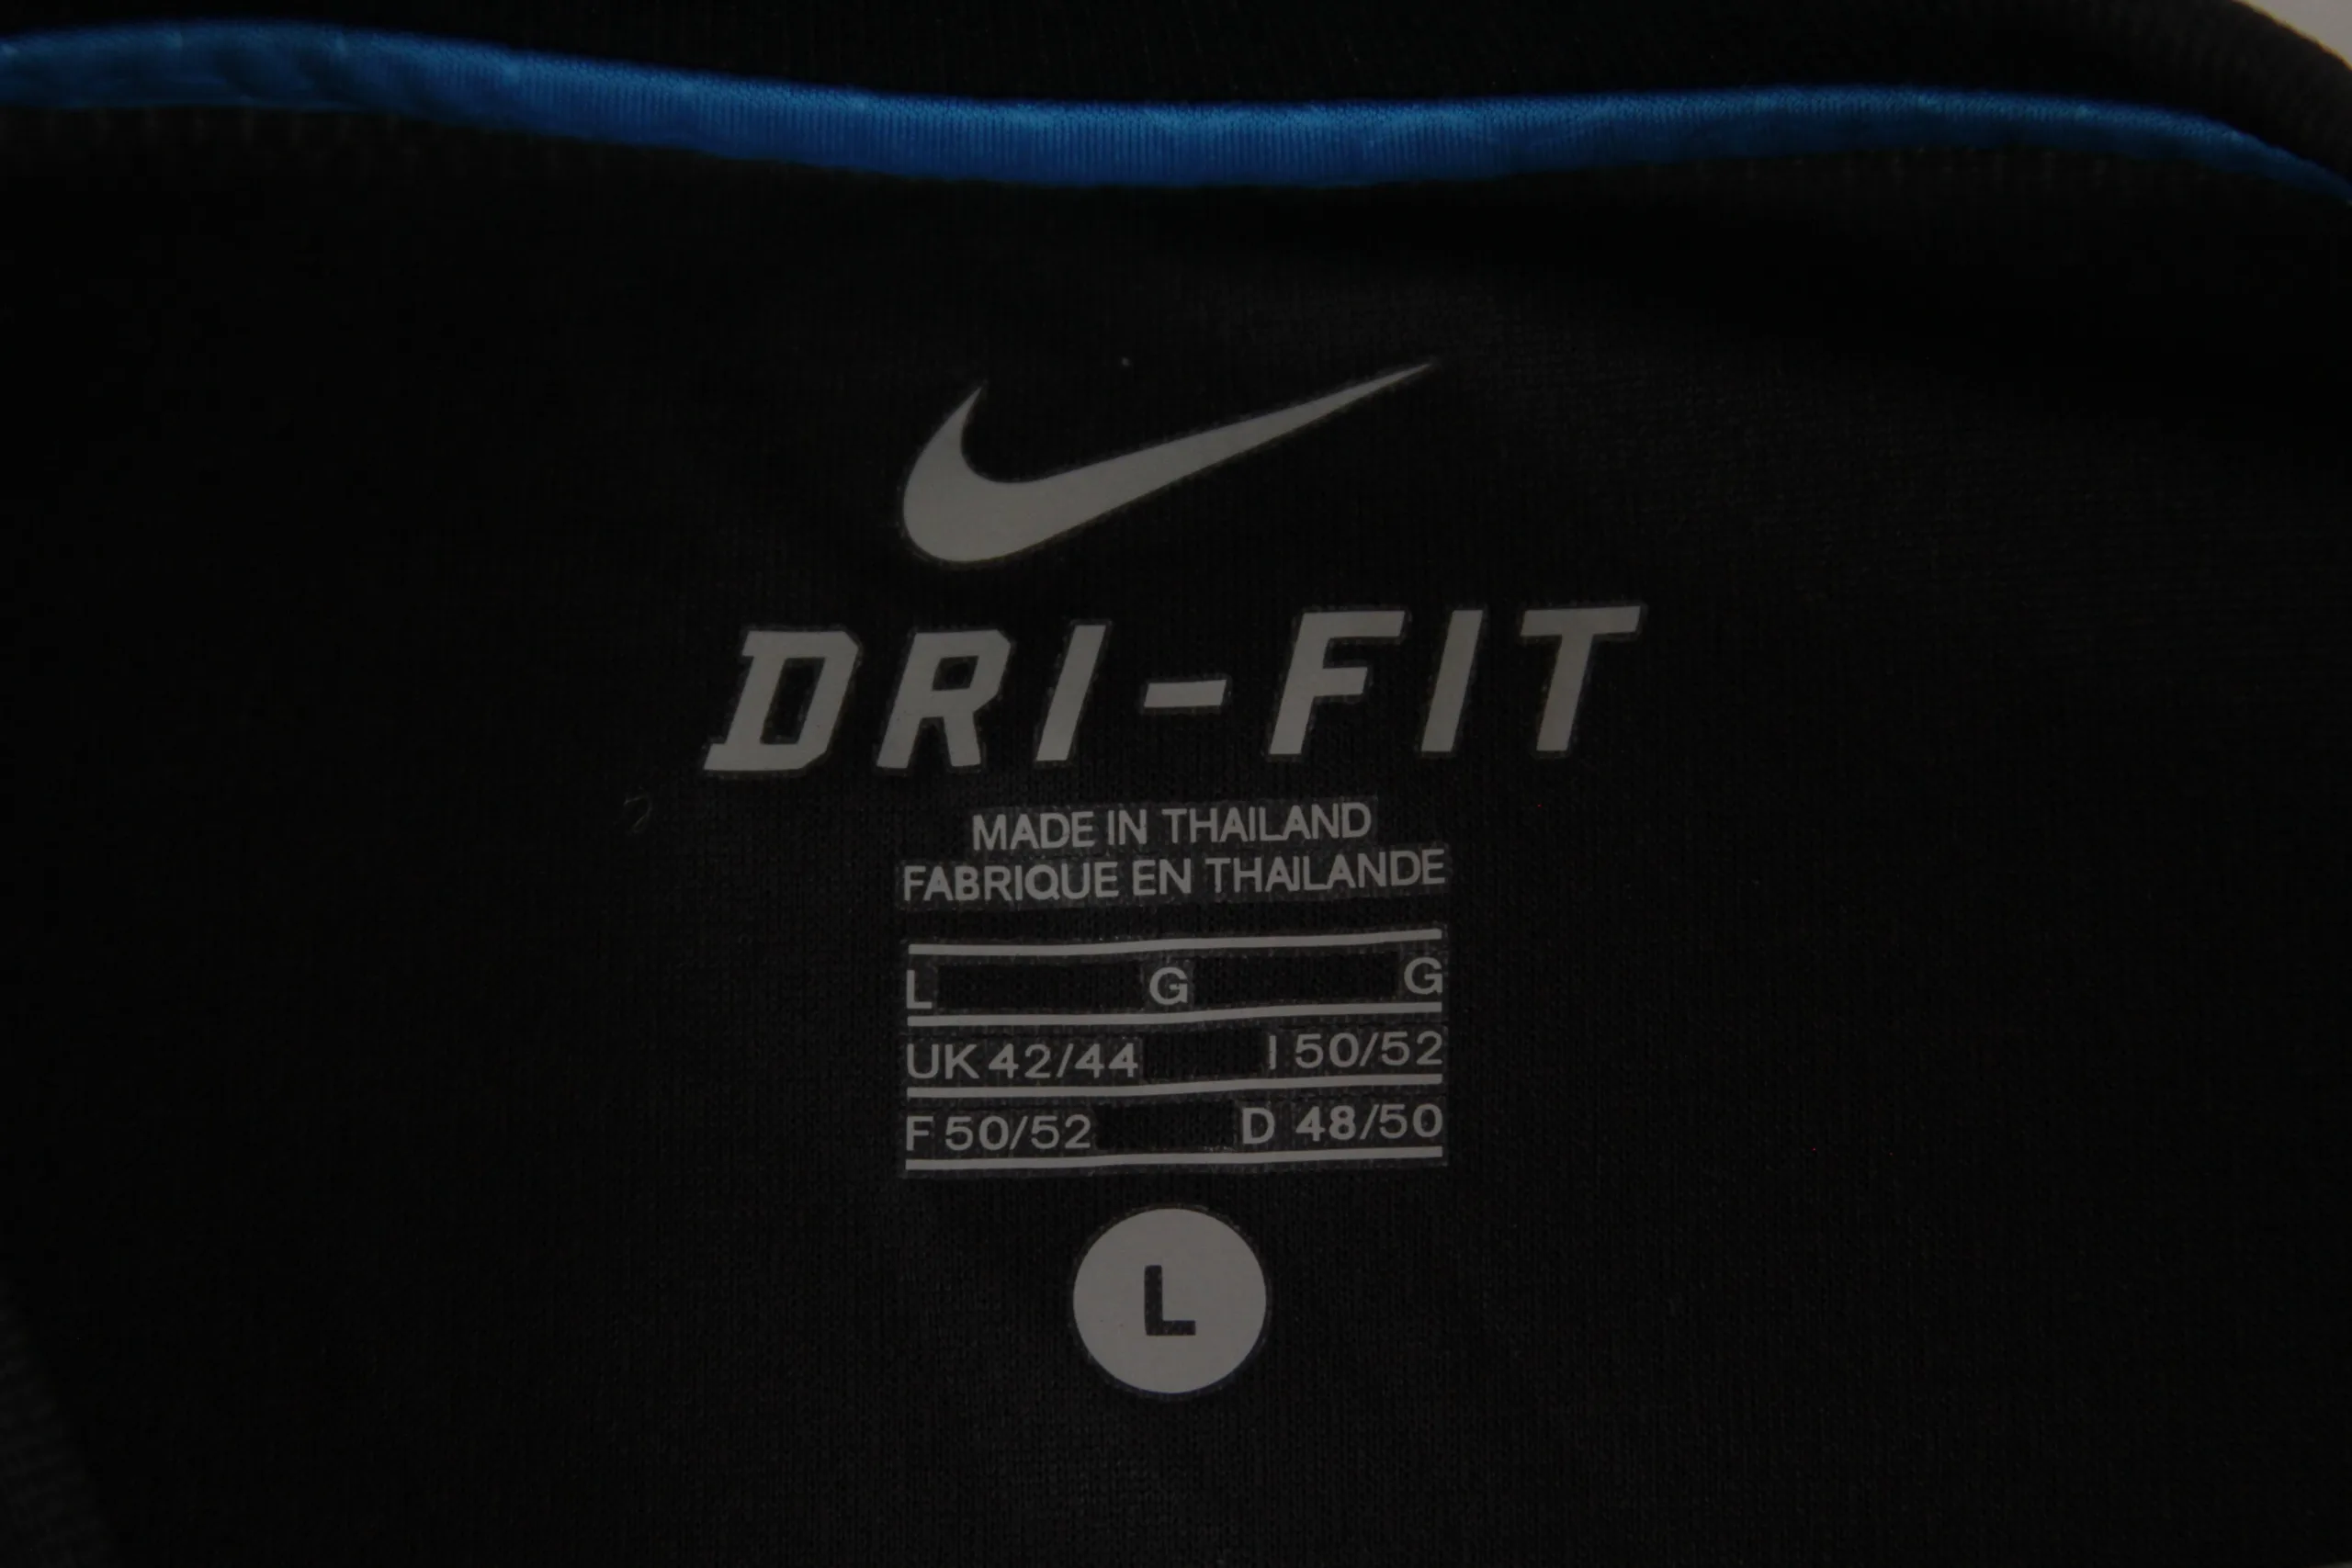 DRI-FIT
MADE IN THAILAND
FABRIQUE EN THAILANDE
L G G
UK 42/44 I 50/52
F 50/52 D 48/50
L